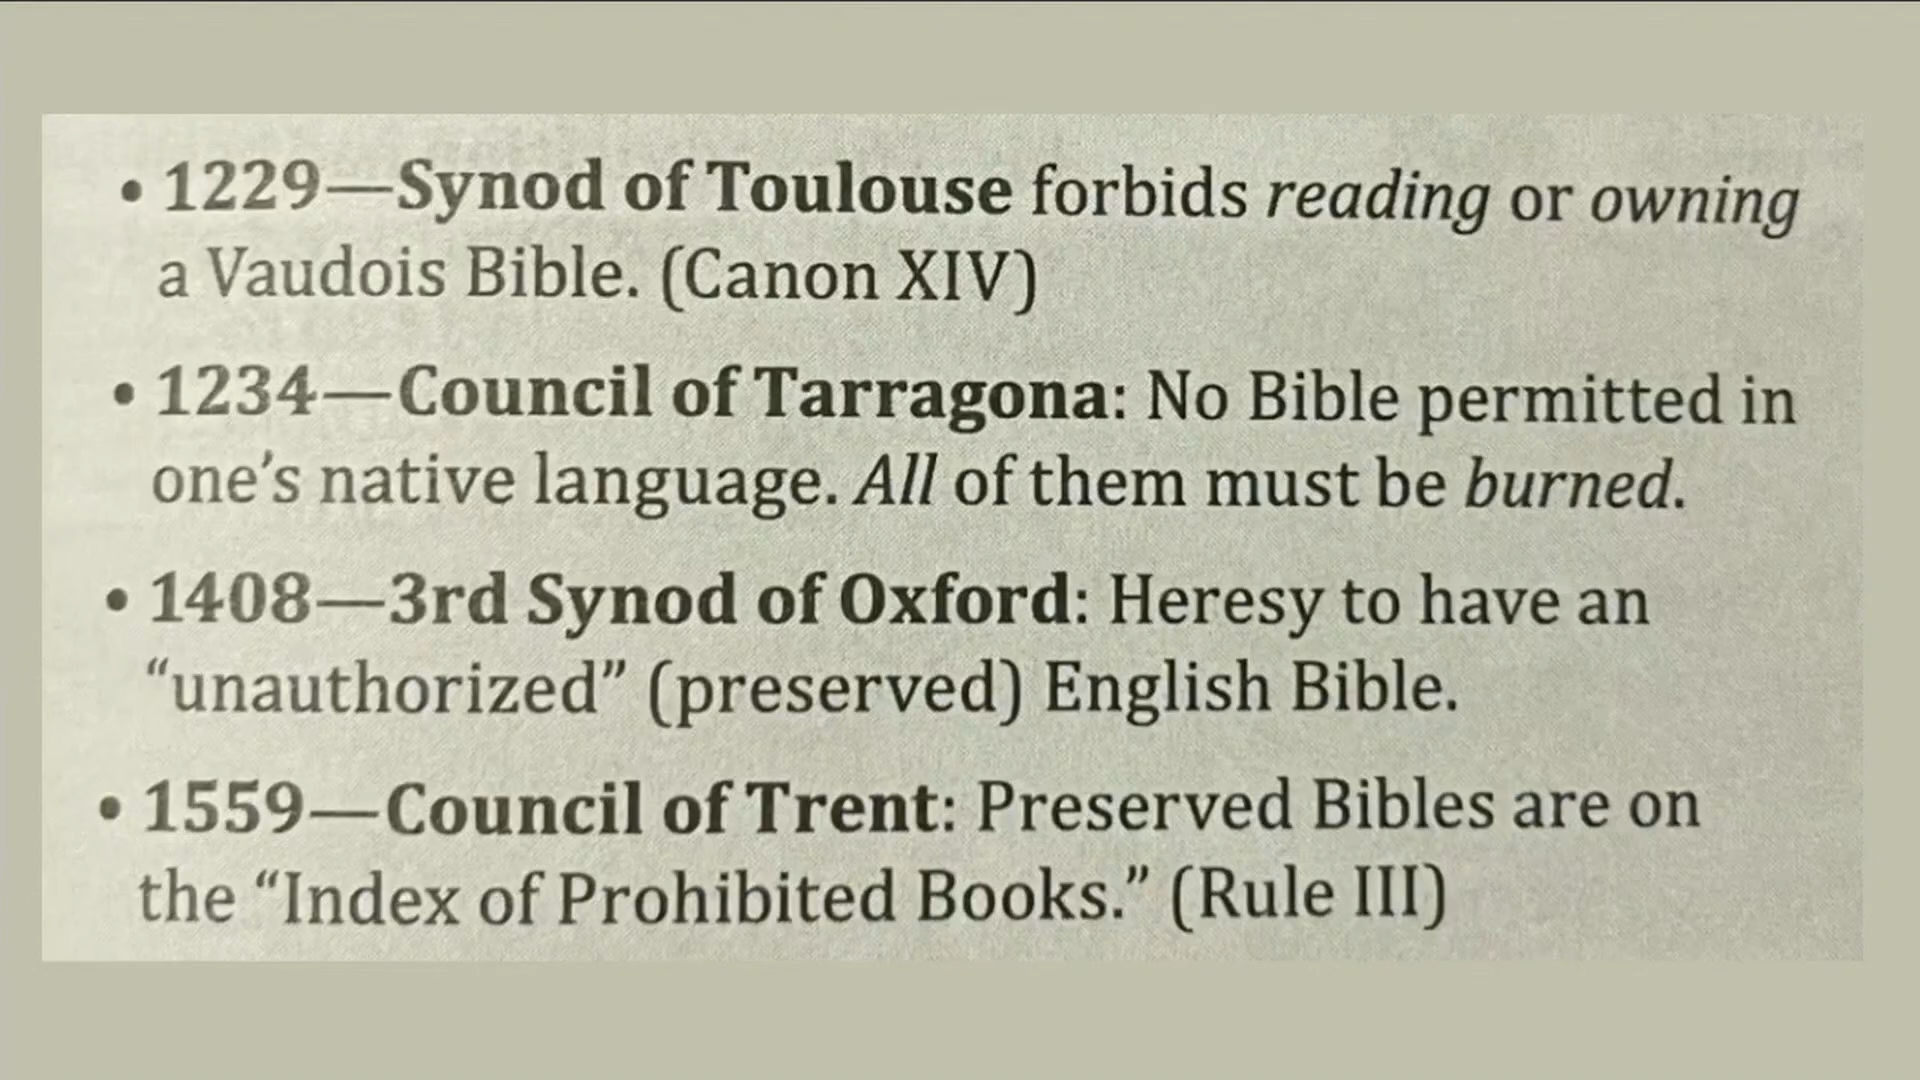 • 1229—Synod of Toulouse forbids reading or owning
a Vaudois Bible. (Canon XIV)
• 1234—Council of Tarragona: No Bible permitted in
one’s native language. All of them must be burned.
• 1408—3rd Synod of Oxford: Heresy to have an
“unauthorized” (preserved) English Bible.
• 1559—Council of Trent: Preserved Bibles are on
the “Index of Prohibited Books.” (Rule III)